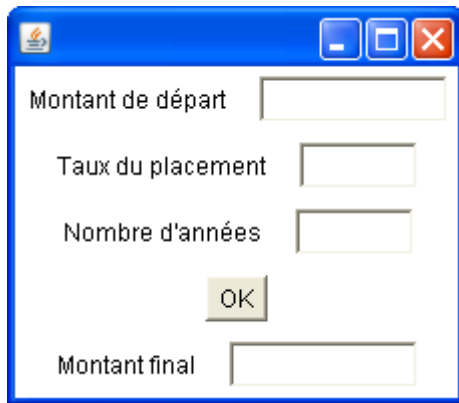 Montant de départ
Taux du placement
Nombre d'années
OK
Montant final